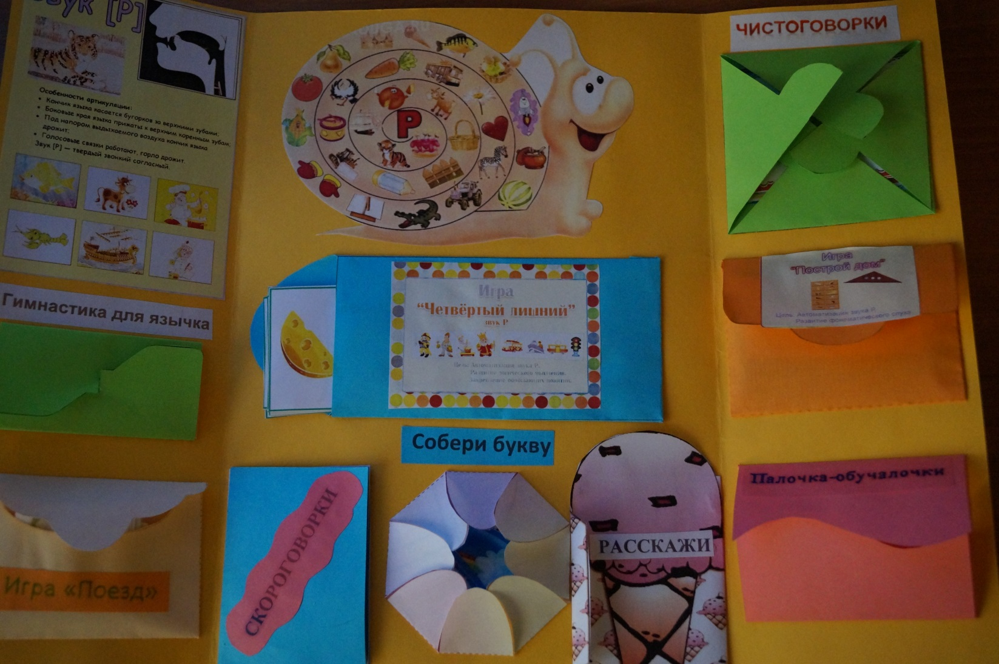 Звук [Р]
Особенности артикуляции:
• Кончик языка касается бугорков за верхними зубами;
• Боковые края языка прижаты к верхним коренным зубам;
• Под напором выдыхаемого воздуха кончик языка
дрожит;
• Голосовые связки работают, горло дрожит.
Звук [Р] — твердый звонкий согласный.
Гимнастика для язычка
Игра «Поезд»
Р
Игра
“Четвёртый лишний”
звук Р
Цель: Автоматизация звука Р.
Развитие логического мышления.
Закрепление обобщающих понятий.
Собери букву
СКОРОГОВОРКИ
РАССКАЖИ
ЧИСТОГОВОРКИ
Игра
“Построй дом”
Цель: Автоматизация звука Р.
Развитие фонематического слуха
Палочка-обучалочки